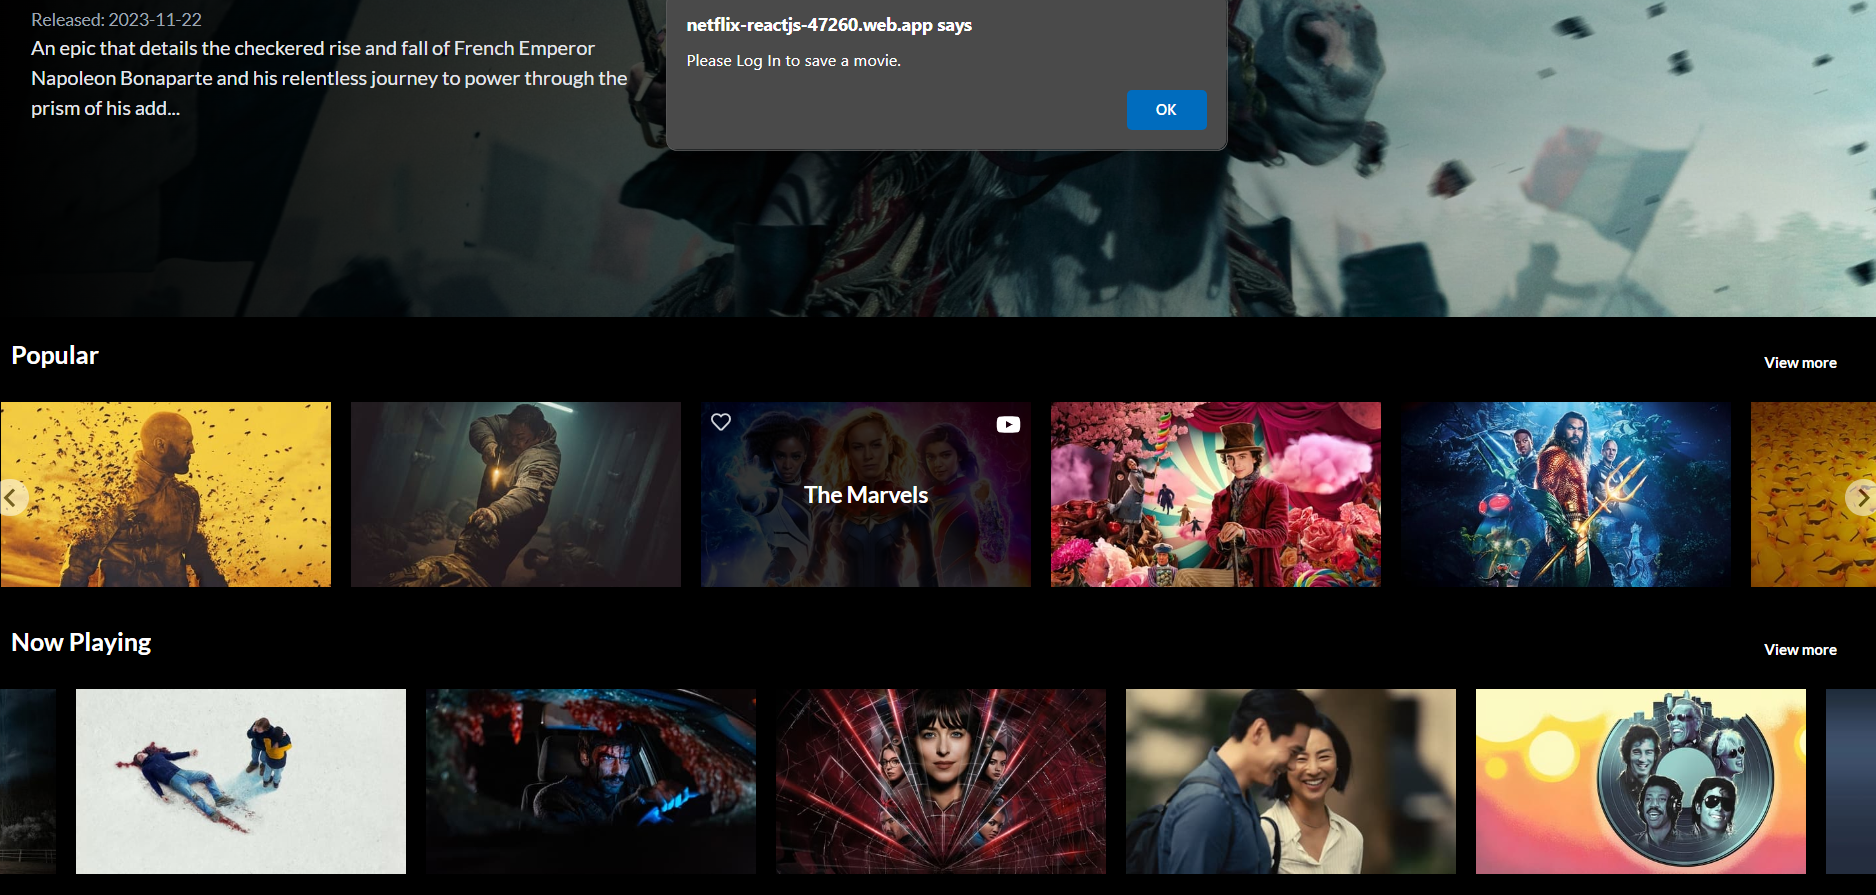 Released: 2023-11-22
An epic that details the checkered rise and fall of French Emperor
Napoleon Bonaparte and his relentless journey to power through the
prism of his add...
netflix-reactjs-47260.web.app says
Please Log In to save a movie.
OK
Popular
View more
The Marvels
Now Playing
View more